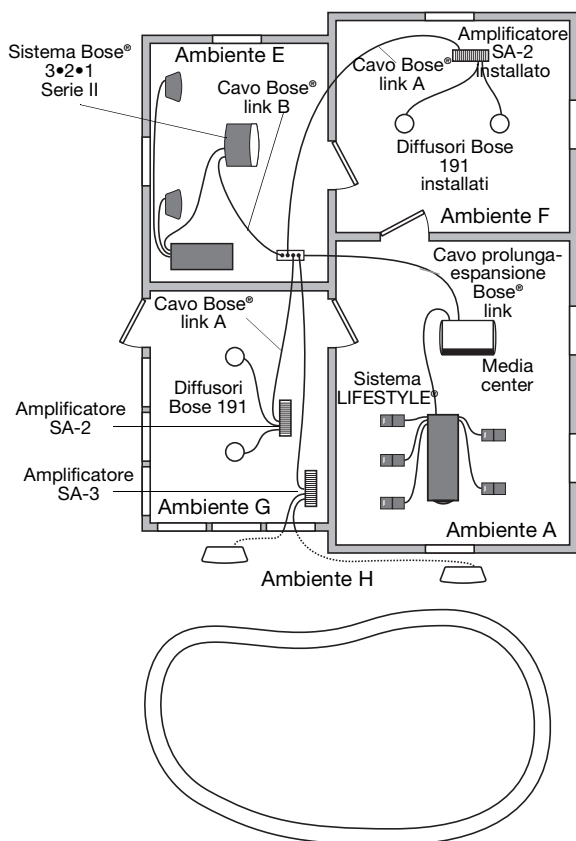 Sistema Bose®
3•2•1
Serie II
Ambiente E
Cavo Bose®
link B
Cavo Bose®
link A
Amplificatore
SA-2
installato
Diffusori Bose
191
installati
Ambiente F
Cavo prolunga-
espansione
Bose®
link
Media
center
Sistema
LIFESTYLE®
Ambiente A
Cavo Bose®
link A
Diffusori
Bose 191
Amplificatore
SA-2
Amplificatore
SA-3
Ambiente G
Ambiente H